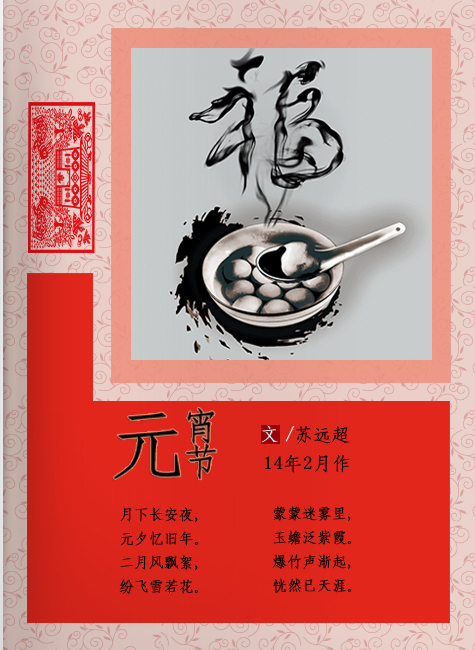 福
元宵节
文/苏远超
14年2月作
月下长安夜，
元夕忆旧年。
二月风飘絮，
纷飞雪若花。
蒙蒙迷雾里，
玉蟾泛紫霞。
爆竹声渐起，
恍然已天涯。